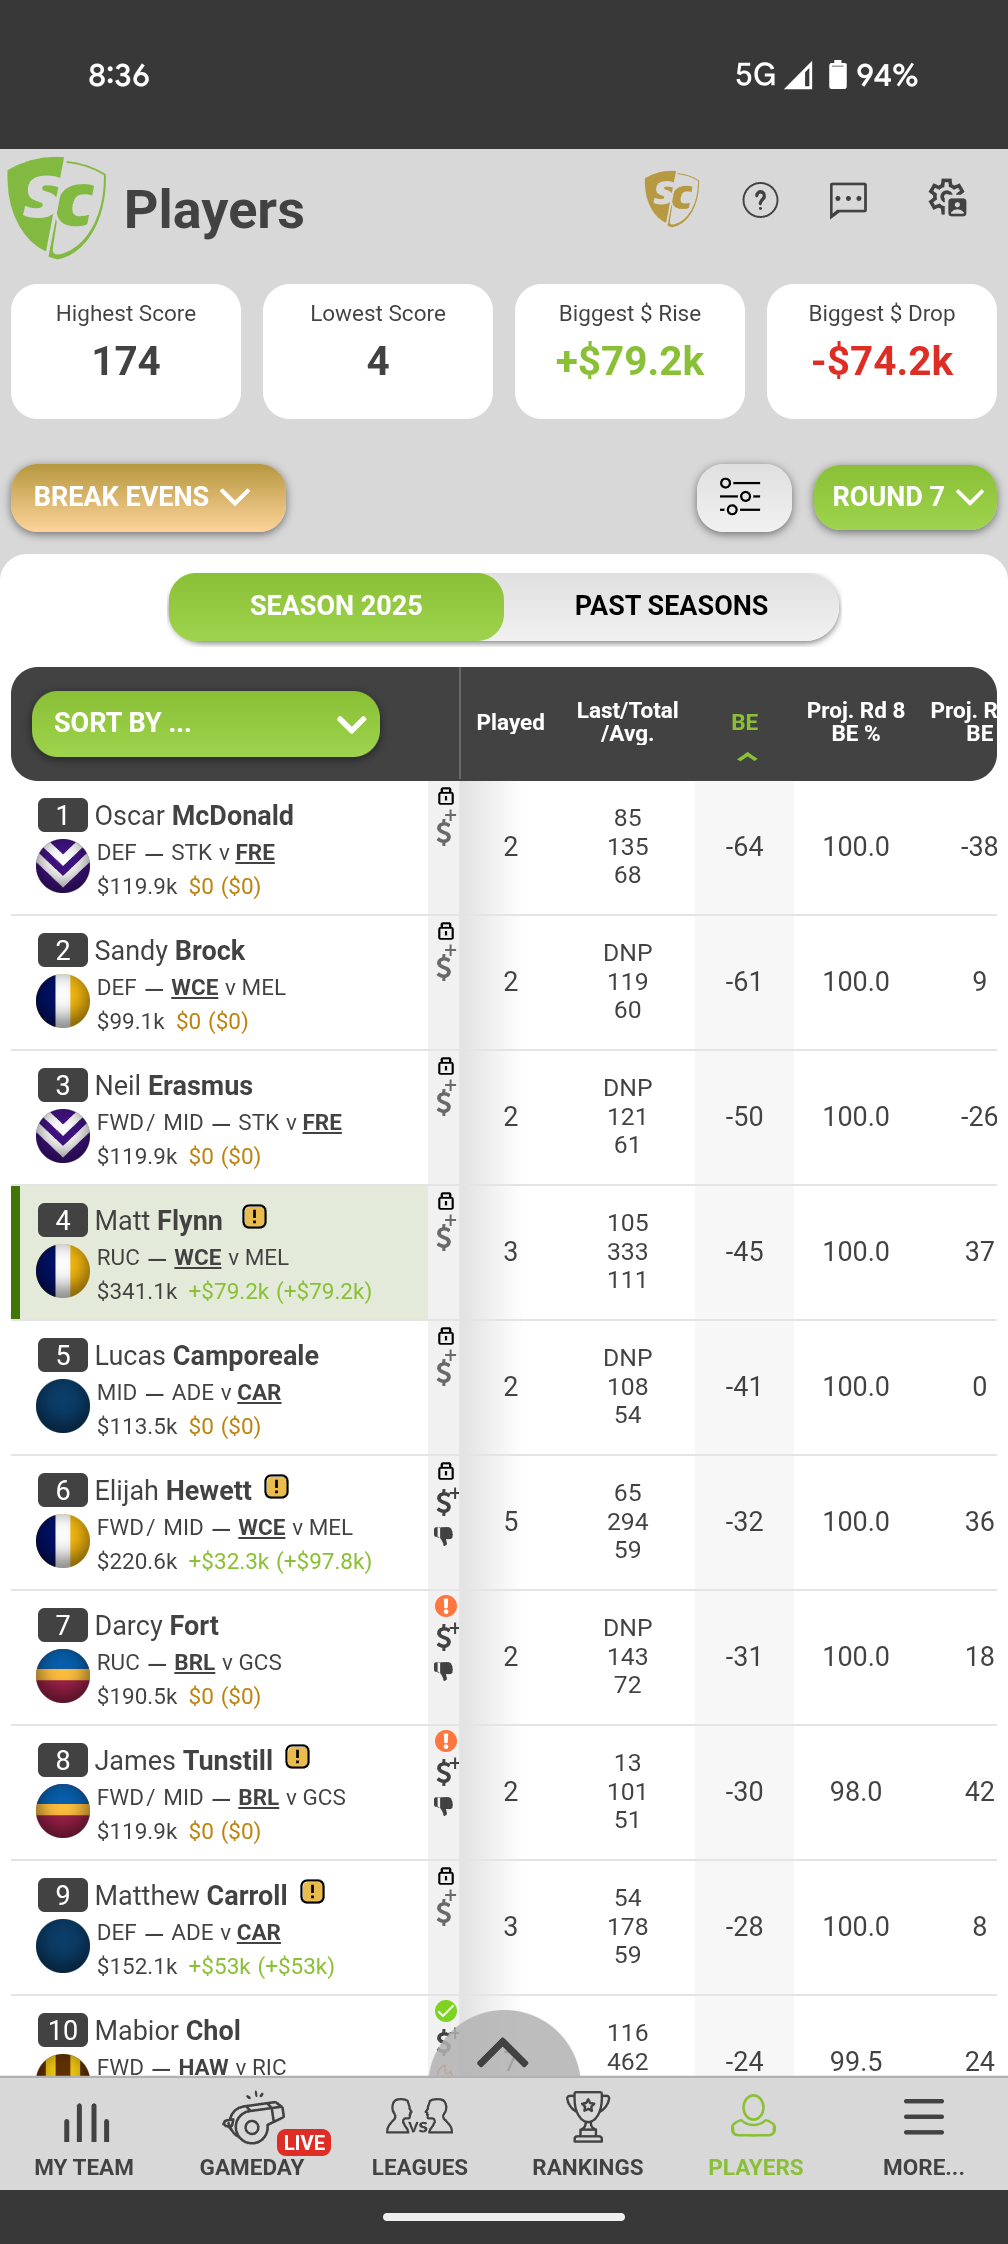 8:36
5G 94%
SC Players SC ?
Highest Score
174
Lowest Score
4
Biggest $ Rise
+$79.2k
Biggest $ Drop
-$74.2k
BREAK EVENS
ROUND 7
SEASON 2025
PAST SEASONS
SORT BY ...
Played
Last/Total
/Avg.
BE
Proj. Rd 8
BE %
Proj. R
BE
1 Oscar McDonald
DEF — STK v FRE
$119.9k $0 ($0)
$+
2
85
135
68
-64
100.0
-38
2 Sandy Brock
DEF — WCE v MEL
$99.1k $0 ($0)
$+
2
DNP
119
60
-61
100.0
9
3 Neil Erasmus
FWD/ MID — STK v FRE
$119.9k $0 ($0)
$+
2
DNP
121
61
-50
100.0
-26
4 Matt Flynn !
RUC — WCE v MEL
$341.1k +$79.2k (+$79.2k)
$+
3
105
333
111
-45
100.0
37
5 Lucas Camporeale
MID — ADE v CAR
$113.5k $0 ($0)
$+
2
DNP
108
54
-41
100.0
0
6 Elijah Hewett !
FWD/ MID — WCE v MEL
$220.6k +$32.3k (+$97.8k)
$+
5
65
294
59
-32
100.0
36
7 Darcy Fort
RUC — BRL v GCS
$190.5k $0 ($0)
!
$+
2
DNP
143
72
-31
100.0
18
8 James Tunstill !
FWD/ MID — BRL v GCS
$119.9k $0 ($0)
!
$+
2
13
101
51
-30
98.0
42
9 Matthew Carroll !
DEF — ADE v CAR
$152.1k +$53k (+$53k)
$+
3
54
178
59
-28
100.0
8
10 Mabior Chol
FWD — HAW v RIC
$+
7
116
462
-24
99.5
24
MY TEAM
LIVE
GAMEDAY
VS
LEAGUES
RANKINGS
PLAYERS
MORE...